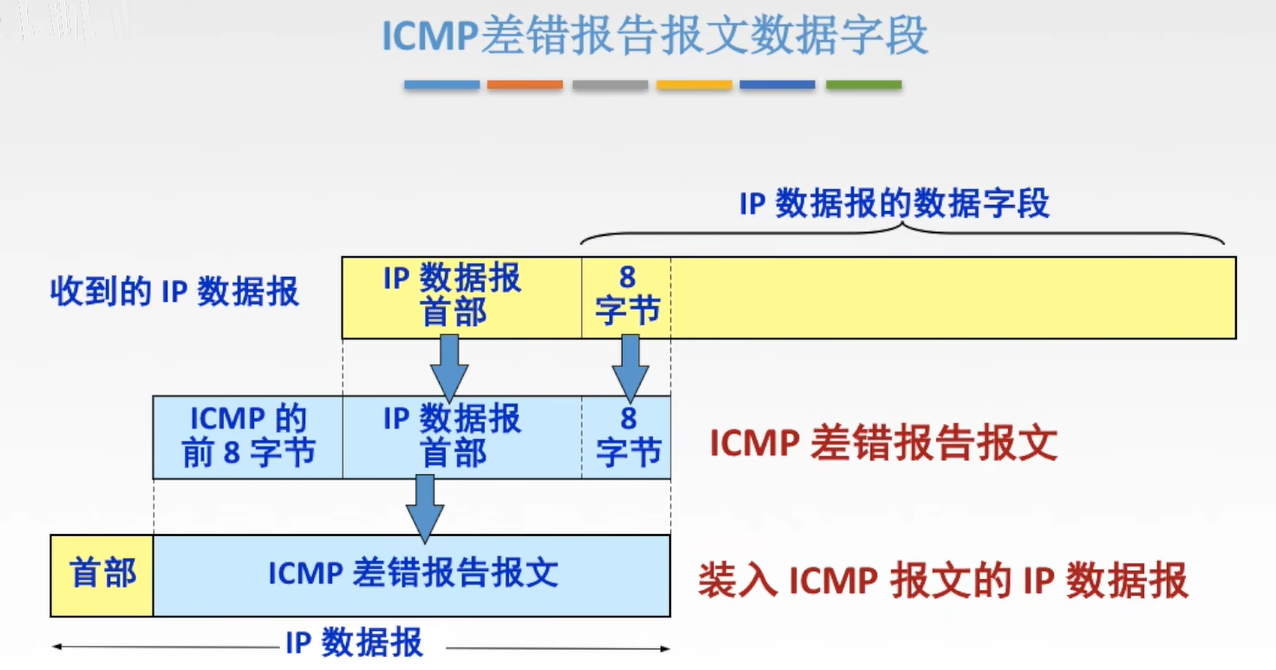 ICMP差错报告报文数据字段
IP 数据报的数据字段
收到的 IP 数据报
IP 数据报
首部
8
字节
ICMP 的
前 8 字节
IP 数据报
首部
8
字节
ICMP 差错报告报文
首部
ICMP 差错报告报文
装入 ICMP 报文的 IP 数据报
IP 数据报